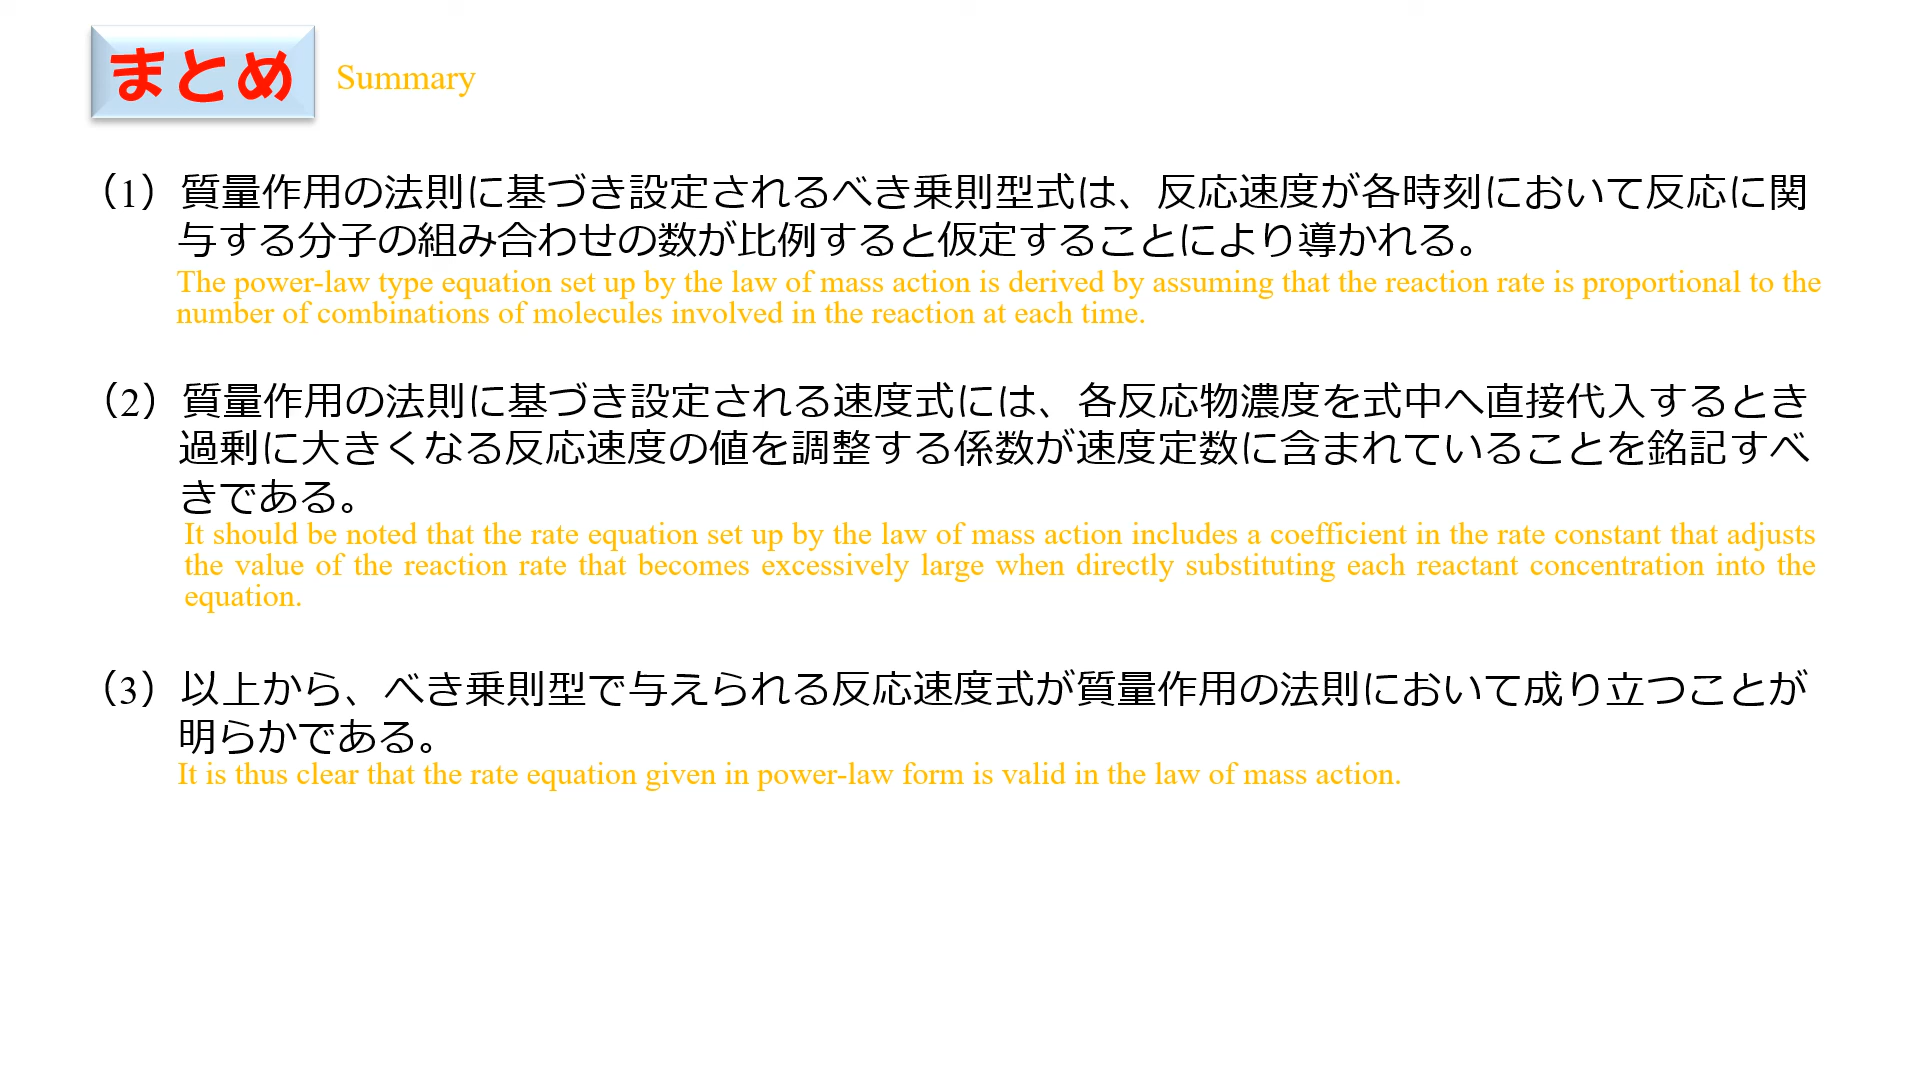 まとめ Summary
（1）質量作用の法則に基づき設定されるべき乗則型式は、反応速度が各時刻において反応に関
与する分子の組み合わせの数が比例すると仮定することにより導かれる。
The power-law type equation set up by the law of mass action is derived by assuming that the reaction rate is proportional to the
number of combinations of molecules involved in the reaction at each time.
（2）質量作用の法則に基づき設定される速度式には、各反応物濃度を式中へ直接代入するとき
過剰に大きくなる反応速度の値を調整する係数が速度定数に含まれていることを銘記すべ
きである。
It should be noted that the rate equation set up by the law of mass action includes a coefficient in the rate constant that adjusts
the value of the reaction rate that becomes excessively large when directly substituting each reactant concentration into the
equation.
（3）以上から、べき乗則型で与えられる反応速度式が質量作用の法則において成り立つことが
明らかである。
It is thus clear that the rate equation given in power-law form is valid in the law of mass action.